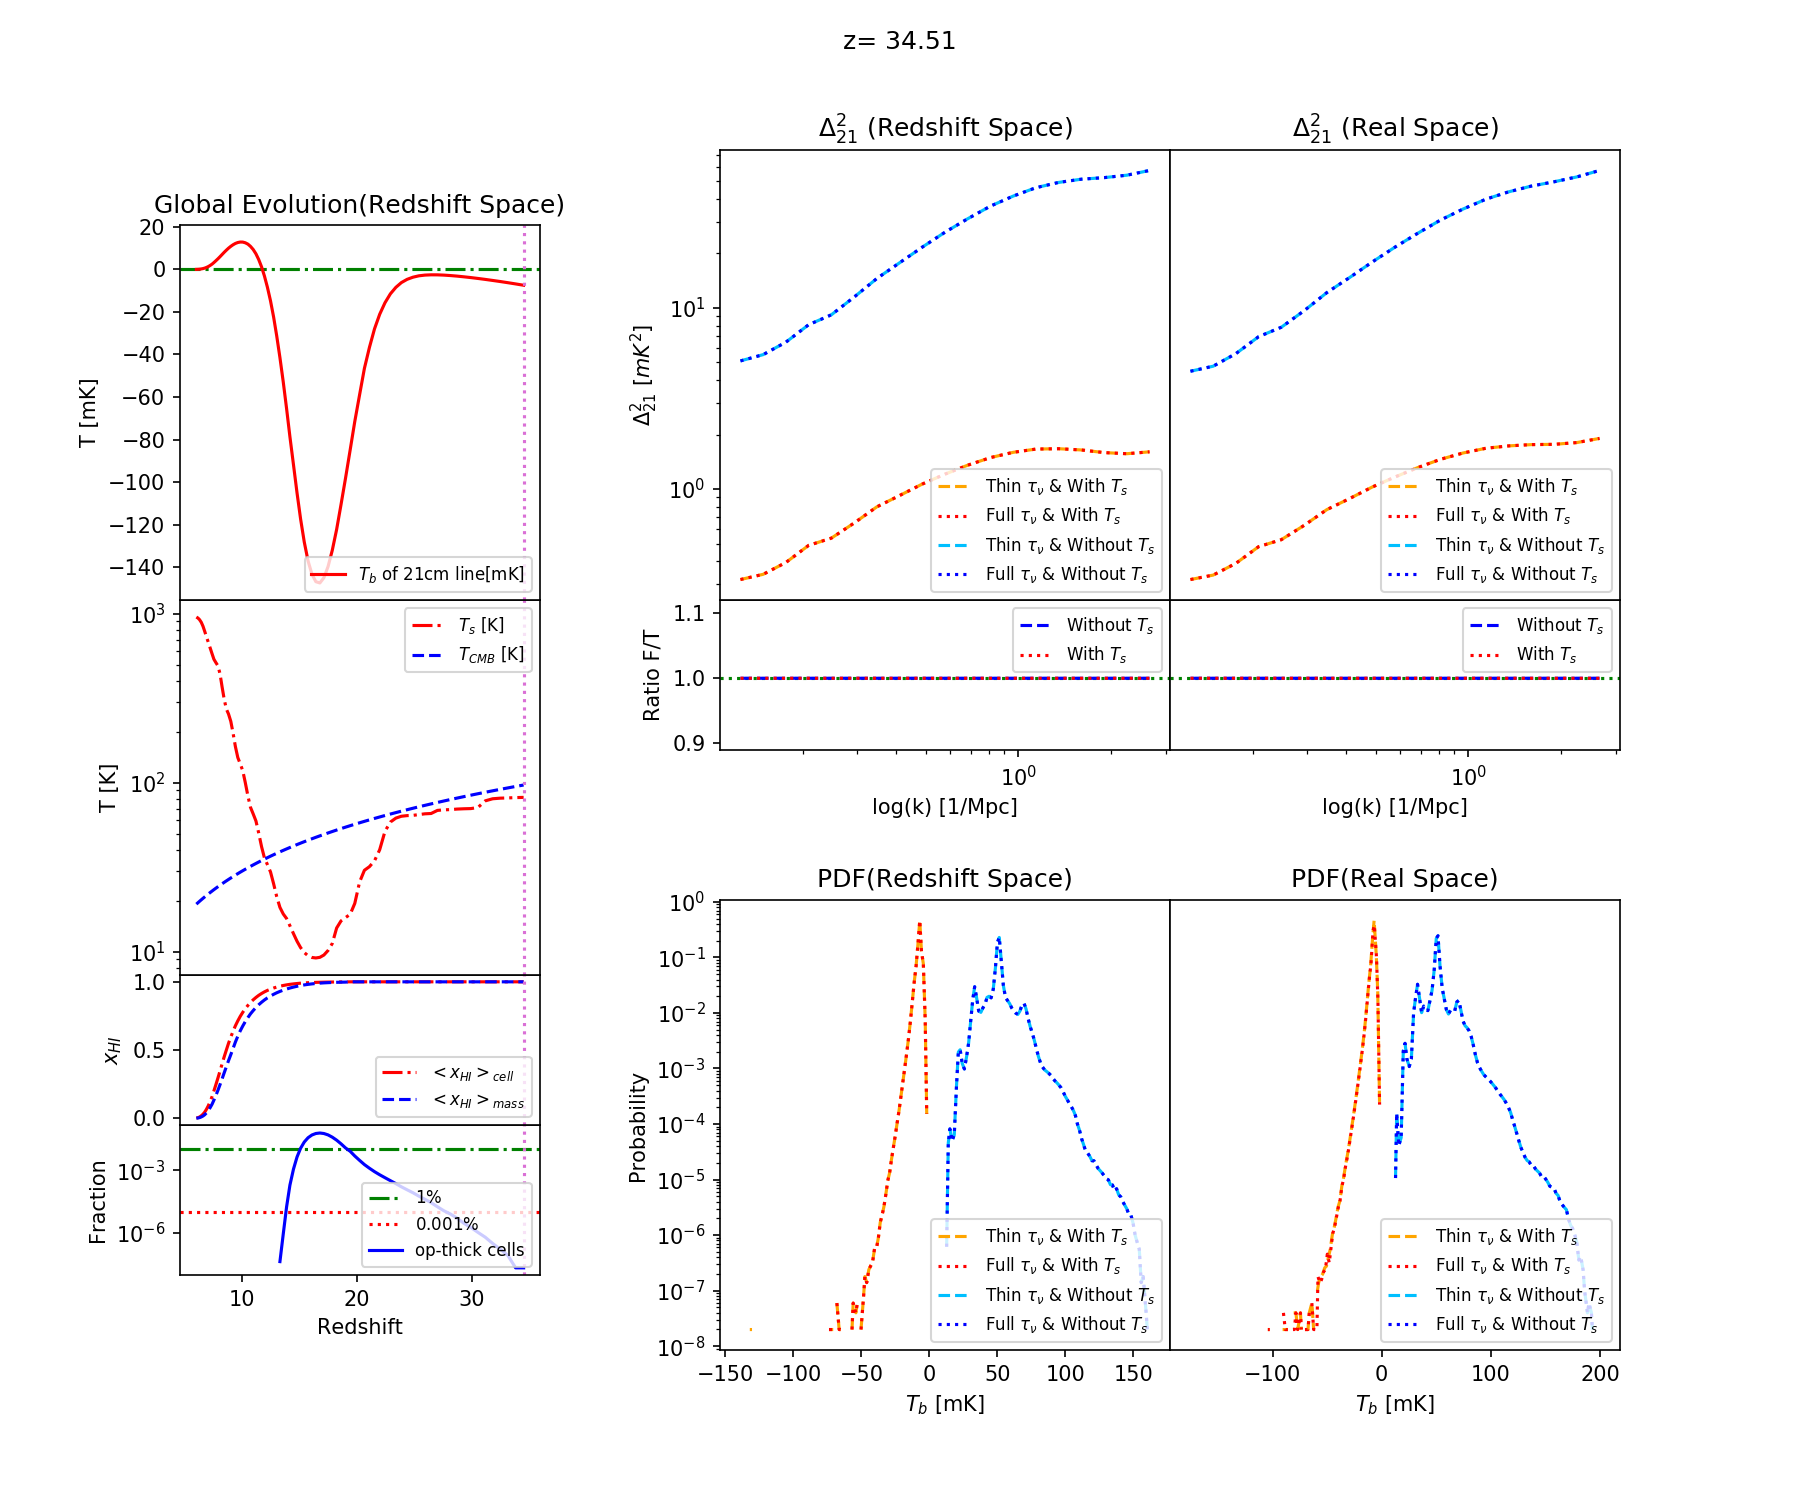 z= 34.51
Global Evolution(Redshift Space)
20
0
−20
−40
−60
−80
−100
−120
−140
T [mK]
T_b of 21cm line[mK]
10^3
10^2
10^1
T [K]
T_s [K]
T_CMB [K]
1.0
0.5
0.0
x_HI
< x_HI >_cell
< x_HI >_mass
10^−3
10^−6
Fraction
1%
0.001%
op-thick cells
10 20 30
Redshift
Δ^2_21 (Redshift Space)
Δ^2_21 (Real Space)
10^1
10^0
Δ^2_21 [mK^2]
Thin τ_ν & With T_s
Full τ_ν & With T_s
Thin τ_ν & Without T_s
Full τ_ν & Without T_s
Thin τ_ν & With T_s
Full τ_ν & With T_s
Thin τ_ν & Without T_s
Full τ_ν & Without T_s
1.1
1.0
0.9
Ratio F/T
Without T_s
With T_s
Without T_s
With T_s
10^0
10^0
log(k) [1/Mpc]
log(k) [1/Mpc]
PDF(Redshift Space)
PDF(Real Space)
10^0
10^−1
10^−2
10^−3
10^−4
10^−5
10^−6
10^−7
10^−8
Probability
Thin τ_ν & With T_s
Full τ_ν & With T_s
Thin τ_ν & Without T_s
Full τ_ν & Without T_s
Thin τ_ν & With T_s
Full τ_ν & With T_s
Thin τ_ν & Without T_s
Full τ_ν & Without T_s
−150 −100 −50 0 50 100 150
−100 0 100 200
T_b [mK]
T_b [mK]